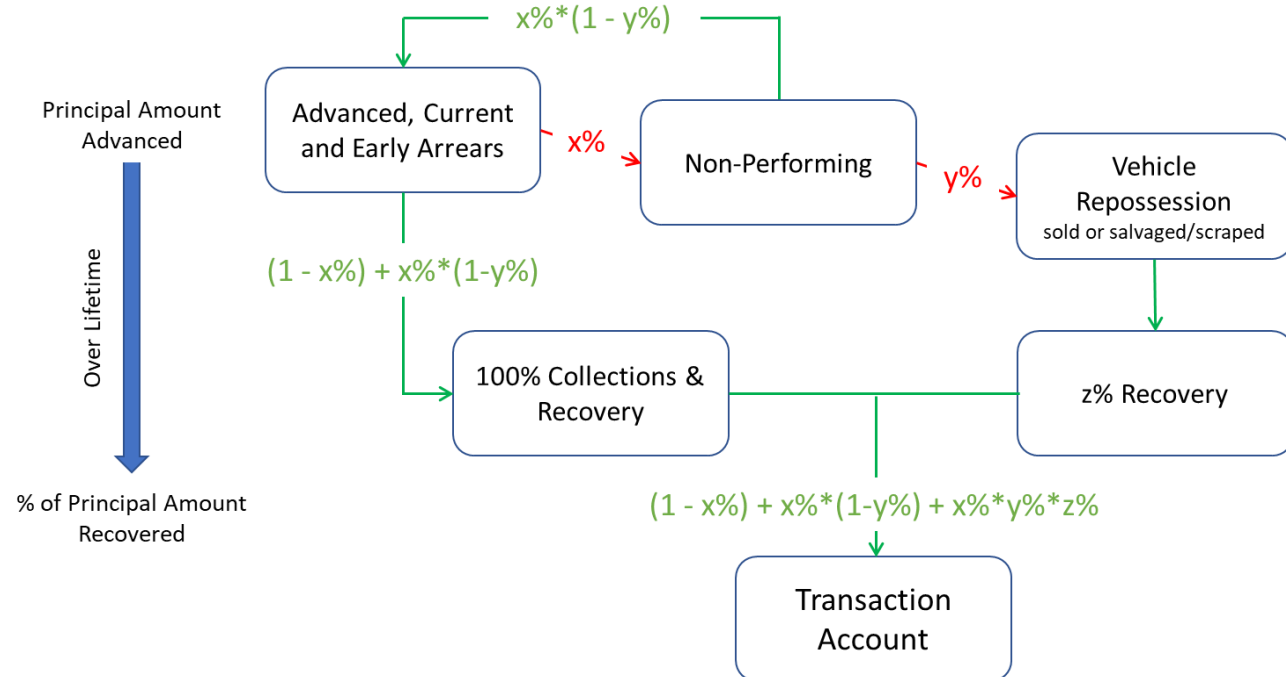 x%*(1 - y%)
Principal Amount
Advanced
Advanced, Current
and Early Arrears
x%
Non-Performing
y%
Vehicle
Repossession
sold or salvaged/scraped
Over Lifetime
(1 - x%) + x%*(1-y%)
100% Collections &
Recovery
z% Recovery
% of Principal Amount
Recovered
(1 - x%) + x%*(1-y%) + x%*y%*z%
Transaction
Account